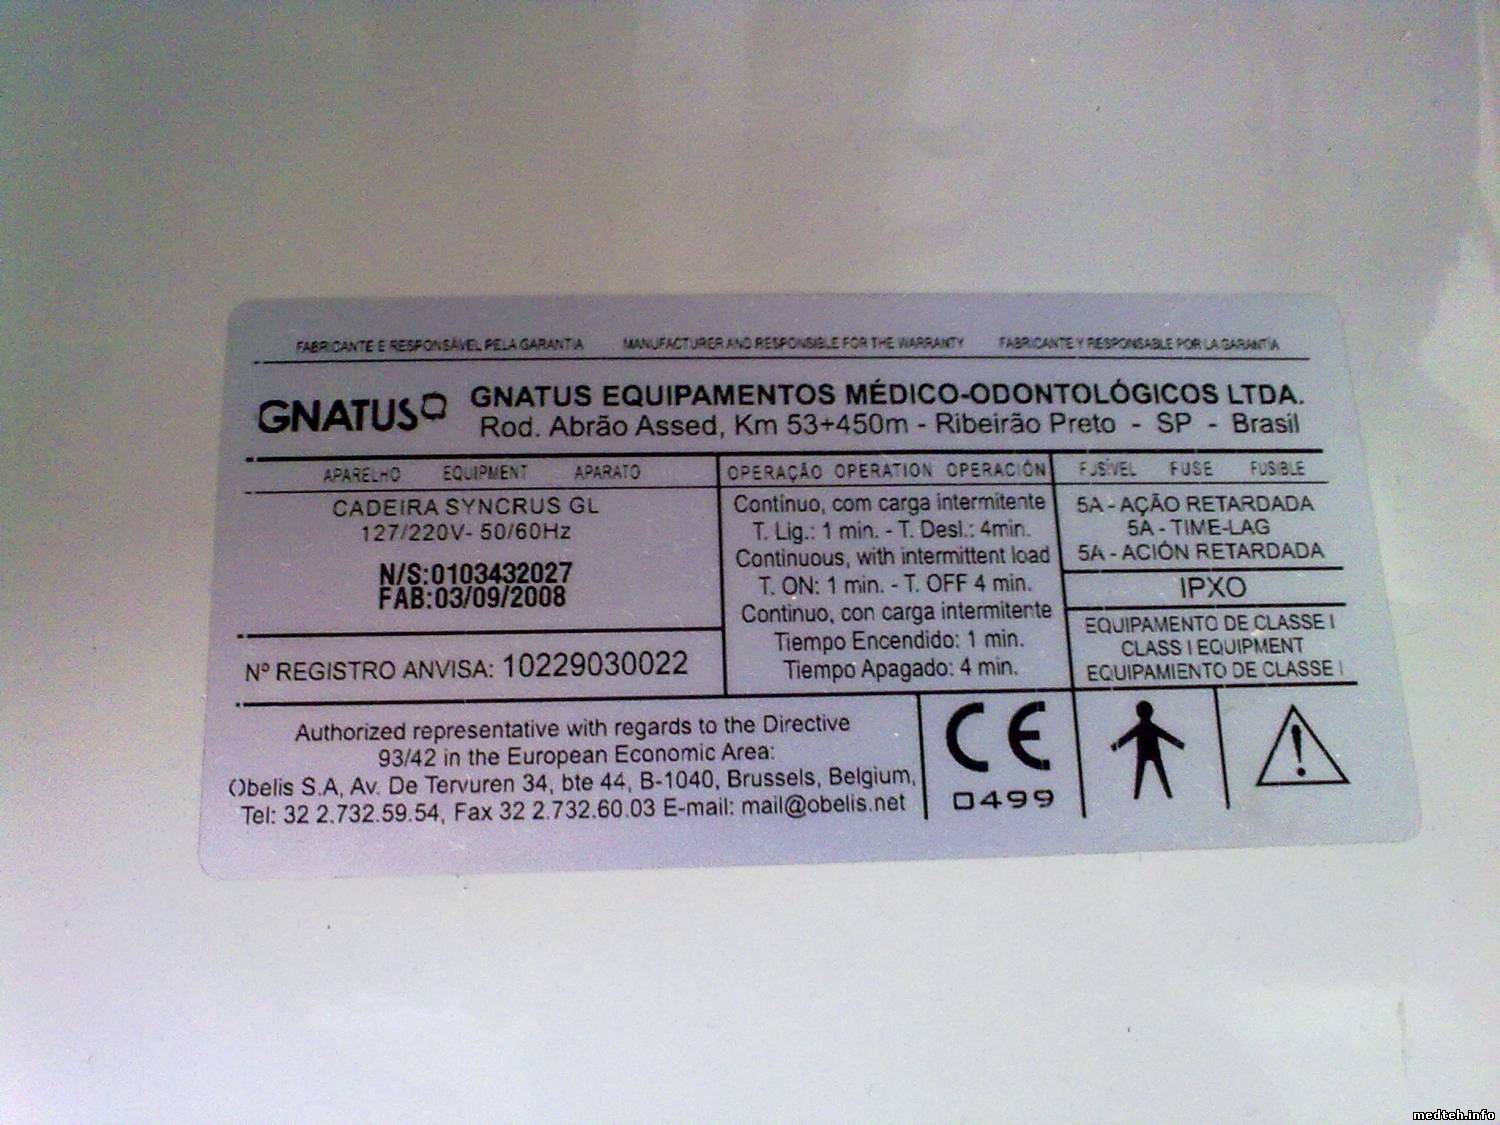 FABRICANTE E RESPONSÁVEL PELA GARANTIA MANUFACTURER AND RESPONSIBLE FOR THE WARRANTY FABRICANTE Y RESPONSABLE POR LA GARANTIA
GNATUS
GNATUS EQUIPAMENTOS MÉDICO-ODONTOLÓGICOS LTDA.
Rod. Abrão Assed, Km 53+450m - Ribeirão Preto - SP - Brasil
APARELHO EQUIPMENT APARATO
CADEIRA SYNCRUS GL
127/220V- 50/60Hz
N/S:0103432027
FAB:03/09/2008
Nº REGISTRO ANVISA: 10229030022
OPERAÇÃO OPERATION OPERACIÓN
Contínuo, com carga intermitente
T. Lig.: 1 min. - T. Desl.: 4min.
Continuous, with intermittent load
T. ON: 1 min. - T. OFF 4 min.
Continuo, con carga intermitente
Tiempo Encendido: 1 min.
Tiempo Apagado: 4 min.
FUSÍVEL FUSE FUSIBLE
5A - AÇÃO RETARDADA
5A - TIME-LAG
5A - ACIÓN RETARDADA
IPXO
EQUIPAMENTO DE CLASSE I
CLASS I EQUIPMENT
EQUIPAMIENTO DE CLASSE I
Authorized representative with regards to the Directive
93/42 in the European Economic Area:
Obelis S.A, Av. De Tervuren 34, bte 44, B-1040, Brussels, Belgium,
Tel: 32 2.732.59.54, Fax 32 2.732.60.03 E-mail: mail@obelis.net
CE
0499
medteh.info